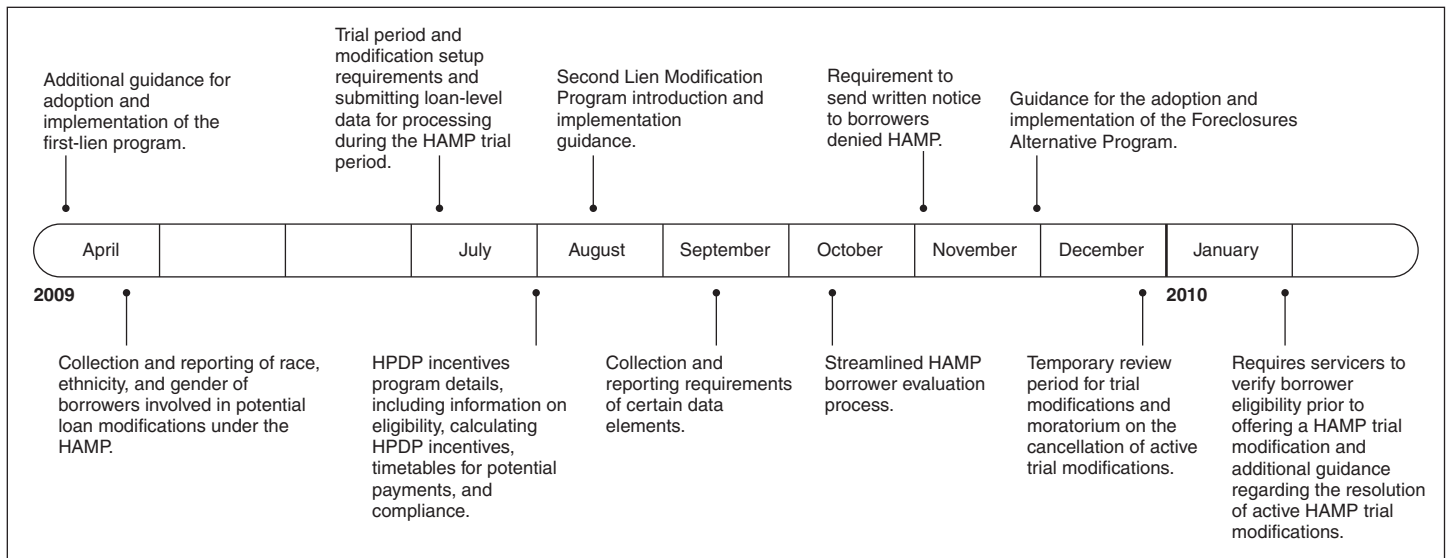 Additional guidance for
adoption and
implementation of the
first-lien program.
Trial period and
modification setup
requirements and
submitting loan-level
data for processing
during the HAMP trial
period.
Second Lien Modification
Program introduction and
implementation
guidance.
Requirement to
send written notice
to borrowers
denied HAMP.
Guidance for the adoption and
implementation of the Foreclosures
Alternative Program.
April July August September October November December January
2009 2010
Collection and reporting of race,
ethnicity, and gender of
borrowers involved in potential
loan modifications under the
HAMP.
HPDP incentives
program details,
including information on
eligibility, calculating
HPDP incentives,
timetables for potential
payments, and
compliance.
Collection and
reporting requirements
of certain data
elements.
Streamlined HAMP
borrower evaluation
process.
Temporary review
period for trial
modifications and
moratorium on the
cancellation of active
trial modifications.
Requires servicers to
verify borrower
eligibility prior to
offering a HAMP trial
modification and
additional guidance
regarding the resolution
of active HAMP trial
modifications.